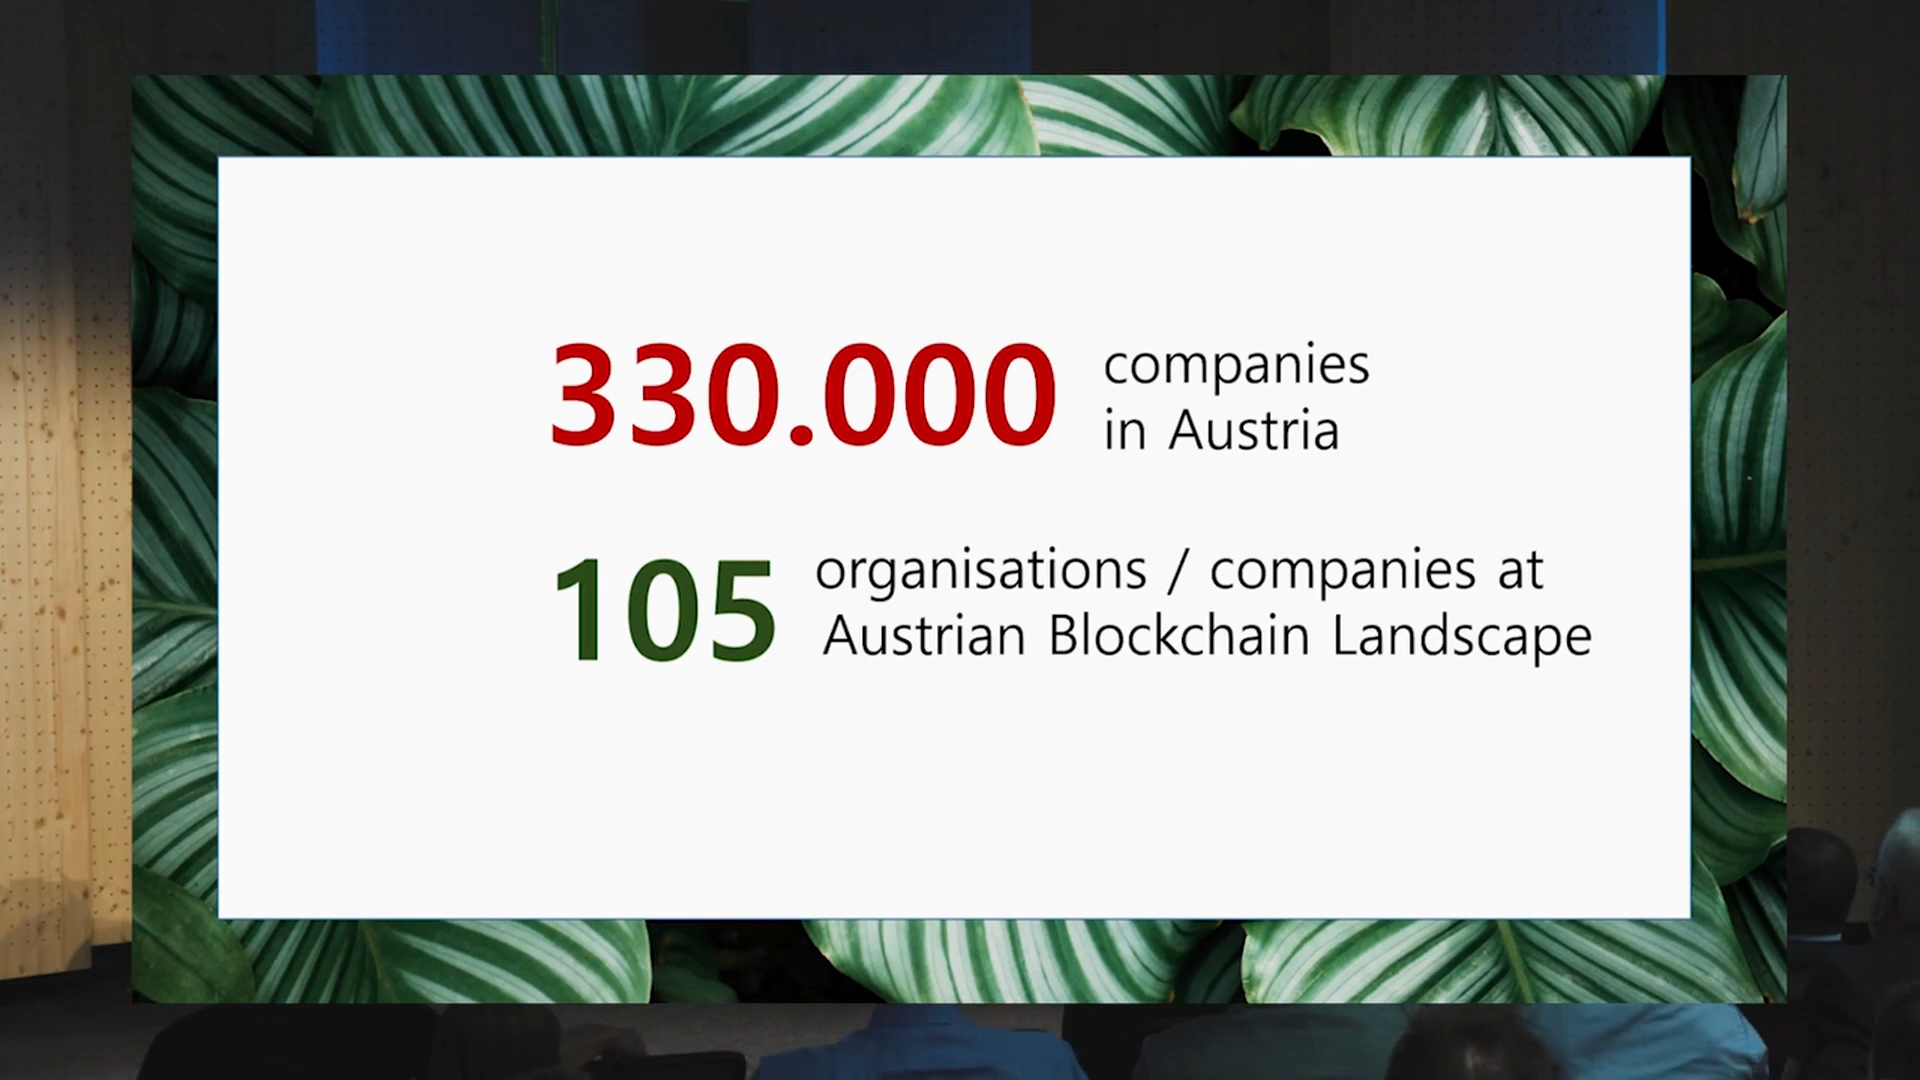 330.000 companies
in Austria
105 organisations / companies at
Austrian Blockchain Landscape